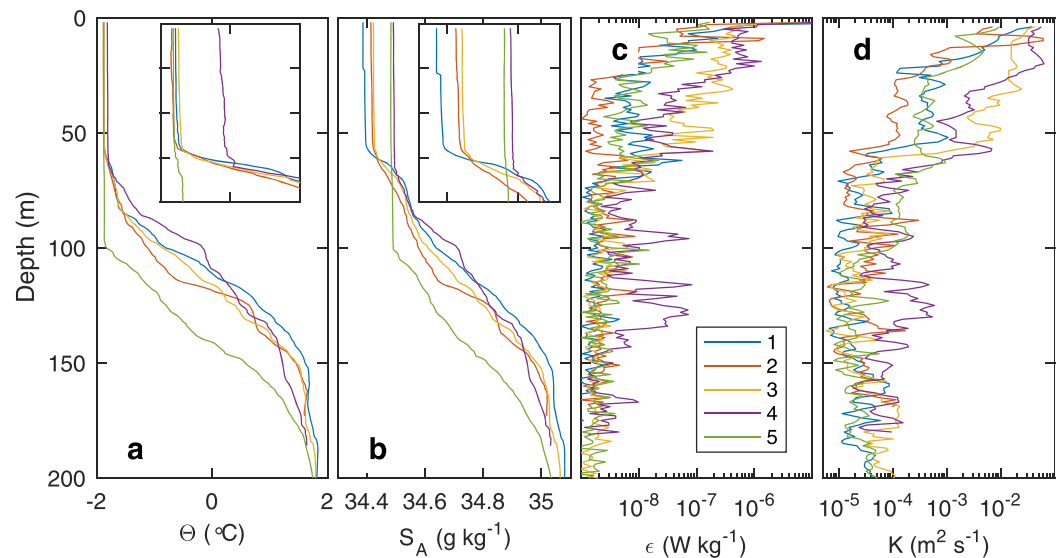 a
b
c
d
0
50
100
150
200
Depth (m)
-2
0
2
Θ (°C)
34.4
34.6
34.8
35
S_A (g kg⁻¹)
10⁻⁸
10⁻⁷
10⁻⁶
ϵ (W kg⁻¹)
10⁻⁵
10⁻⁴
10⁻³
10⁻²
K (m² s⁻¹)
1
2
3
4
5